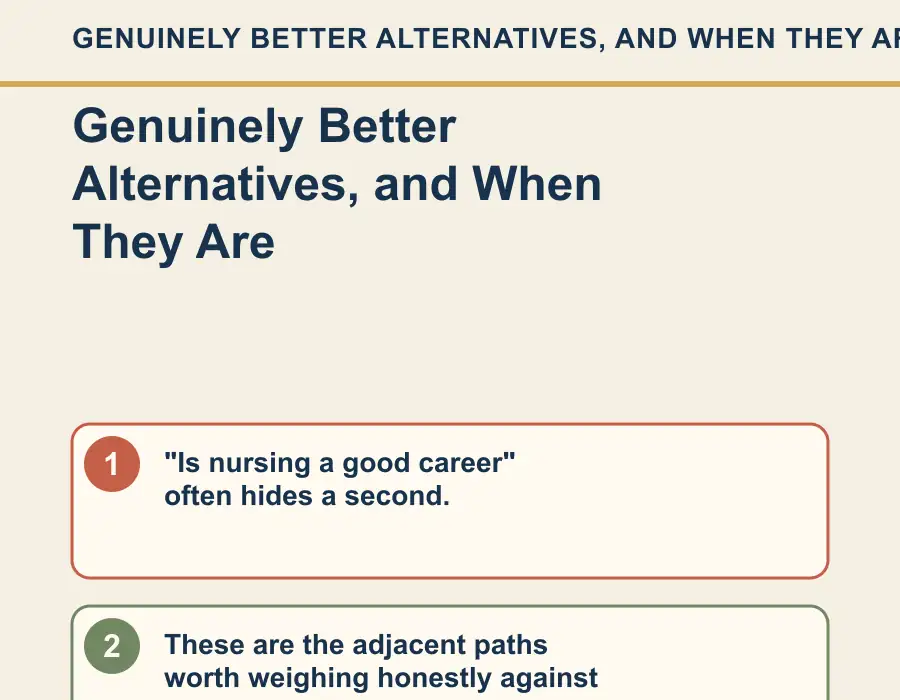 GENUINELY BETTER ALTERNATIVES, AND WHEN THEY
Genuinely Better
Alternatives, and When
They Are
1
"Is nursing a good career"
often hides a second.
2
These are the adjacent paths
worth weighing honestly against